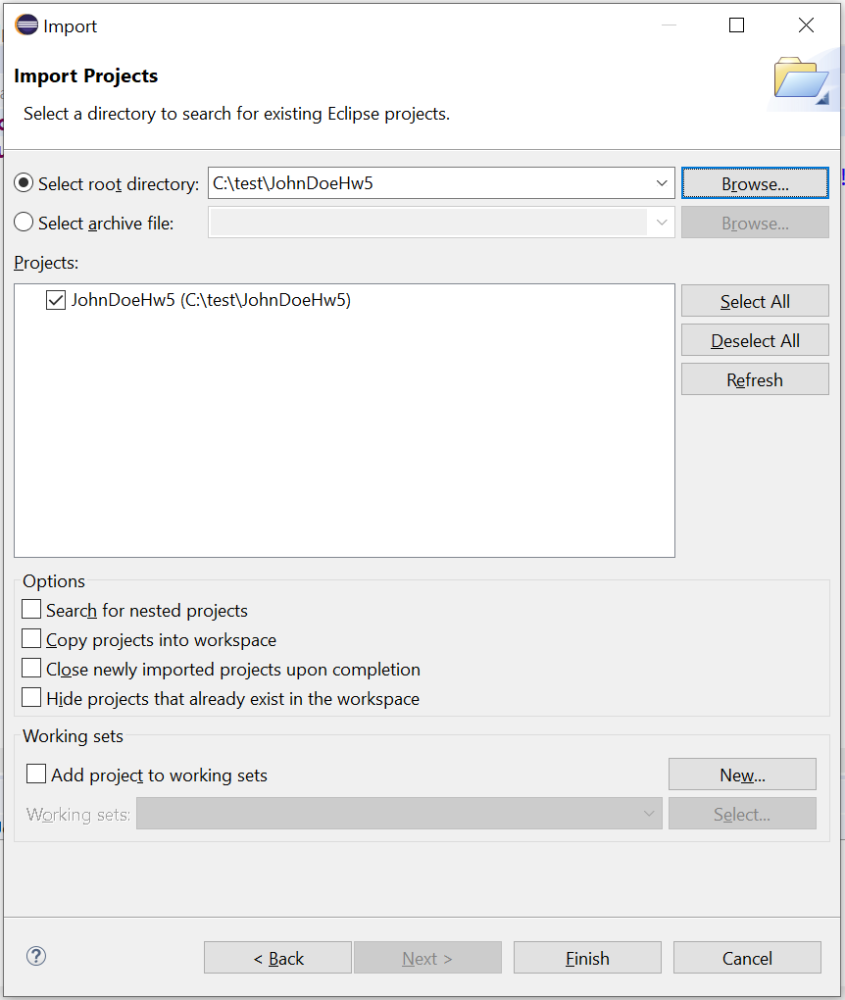 Import
Import Projects
Select a directory to search for existing Eclipse projects.
Select root directory: C:\test\JohnDoeHw5 Browse...
Select archive file: Browse...
Projects:
JohnDoeHw5 (C:\test\JohnDoeHw5)
Select All
Deselect All
Refresh
Options
Search for nested projects
Copy projects into workspace
Close newly imported projects upon completion
Hide projects that already exist in the workspace
Working sets
Add project to working sets New...
Working sets: Select...
? < Back Next > Finish Cancel